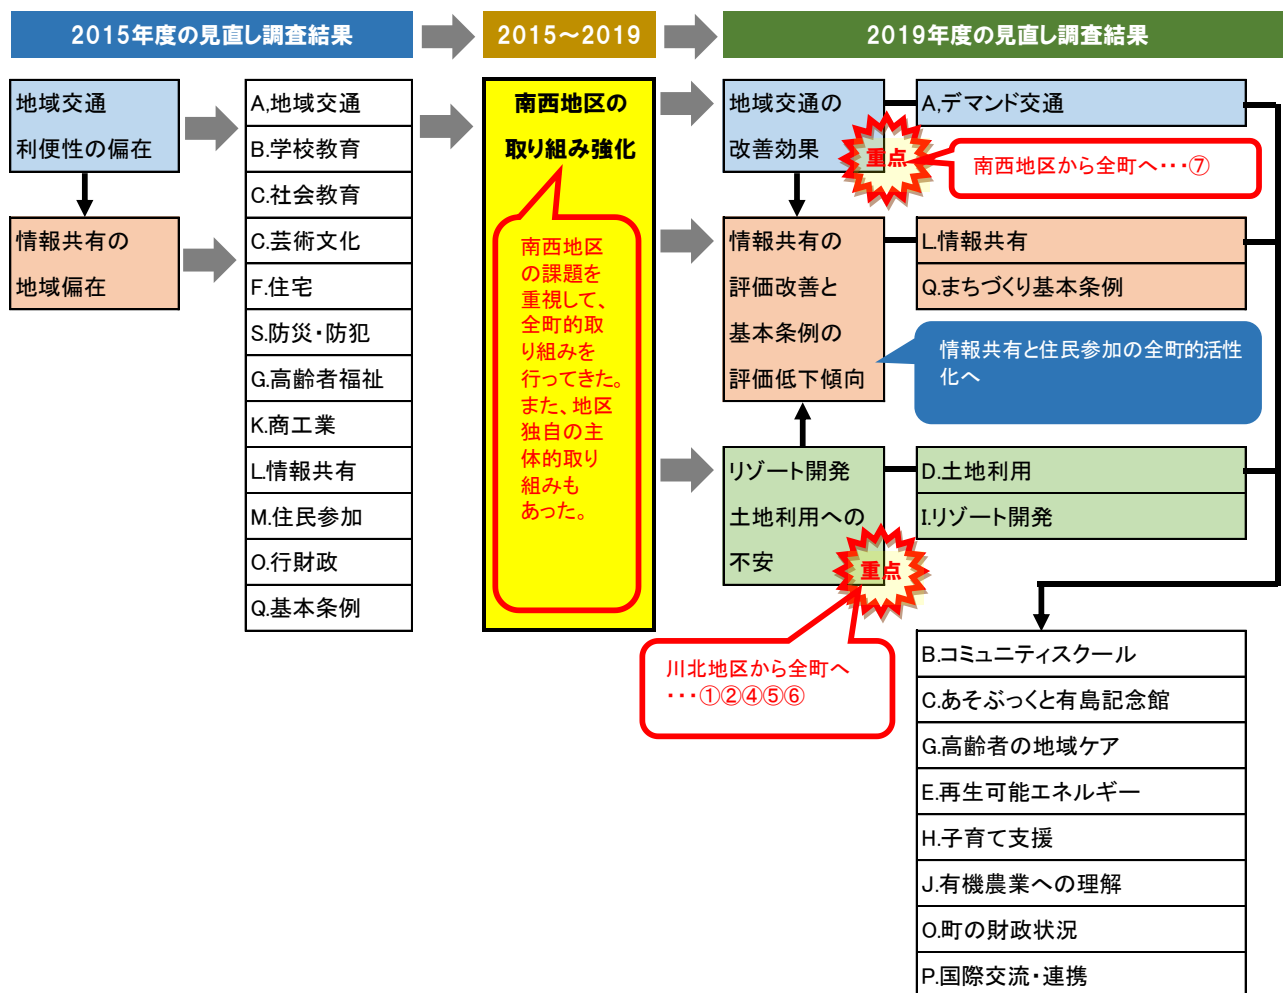 2015年度の見直し調査結果
2015～2019
2019年度の見直し調査結果
地域交通
利便性の偏在
情報共有の
地域偏在
A,地域交通
B.学校教育
C.社会教育
C.芸術文化
F.住宅
S.防災・防犯
G.高齢者福祉
K.商工業
L.情報共有
M.住民参加
O.行財政
Q.基本条例
南西地区の
取り組み強化
南西地区
の課題を
重視して、
全町的取
り組みを
行ってきた。
また、地区
独自の主
体的取り
組みも
あった。
地域交通の
改善効果
重点
A,デマンド交通
南西地区から全町へ・・・⑦
情報共有の
評価改善と
基本条例の
評価低下傾向
L.情報共有
Q.まちづくり基本条例
情報共有と住民参加の全町的活性
化へ
リゾート開発
土地利用への
不安
重点
D.土地利用
I.リゾート開発
川北地区から全町へ
・・・①②④⑤⑥
B.コミュニティスクール
C.あそぶっくと有島記念館
G.高齢者の地域ケア
E.再生可能エネルギー
H.子育て支援
J.有機農業への理解
O.町の財政状況
P.国際交流・連携